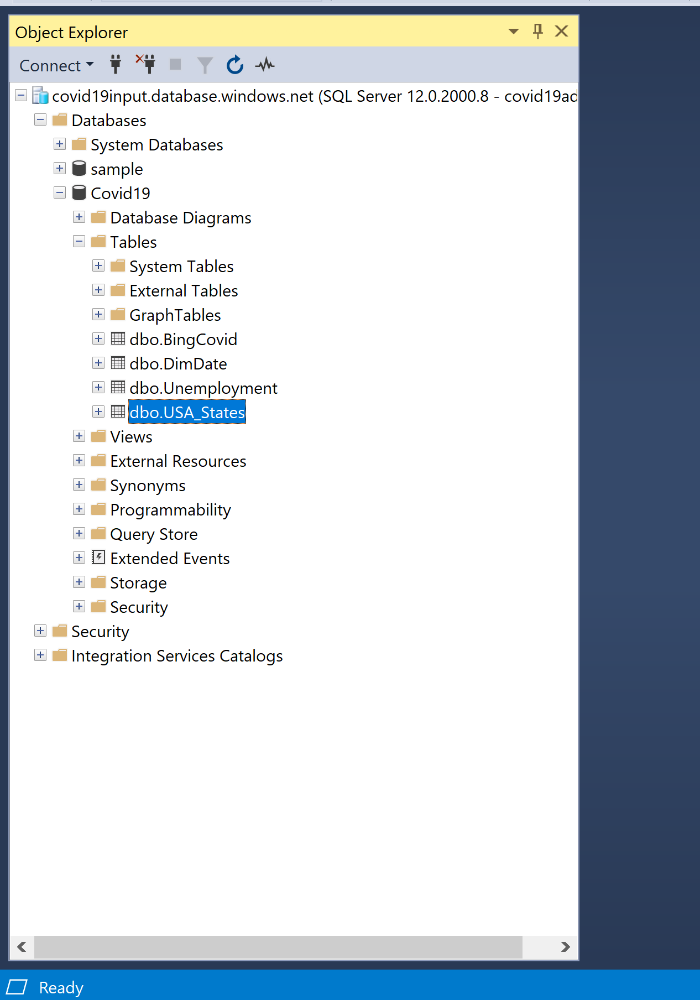 Object Explorer
Connect
covid19input.database.windows.net (SQL Server 12.0.2000.8 - covid19ad
Databases
System Databases
sample
Covid19
Database Diagrams
Tables
System Tables
External Tables
GraphTables
dbo.BingCovid
dbo.DimDate
dbo.Unemployment
dbo.USA_States
Views
External Resources
Synonyms
Programmability
Query Store
Extended Events
Storage
Security
Security
Integration Services Catalogs
Ready